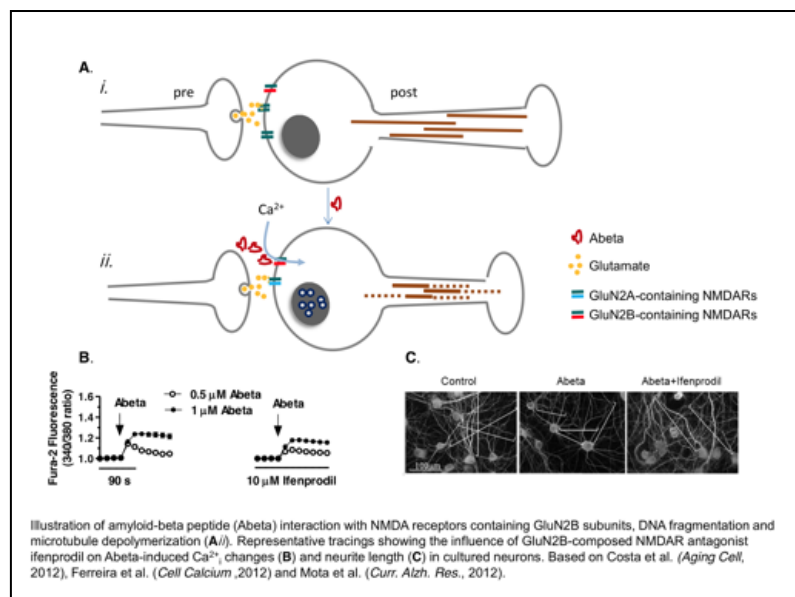 A.
i.
pre
post
Ca²⁺
ii.
Abeta
Glutamate
GluN2A-containing NMDARs
GluN2B-containing NMDARs
B.
Fura-2 Fluorescence
(340/380 ratio)
1.6
1.4
1.2
1.0
Abeta
0.5 μM Abeta
1 μM Abeta
Abeta
90 s
10 μM Ifenprodil
C.
Control
Abeta
Abeta+Ifenprodil
100 μm
Illustration of amyloid-beta peptide (Abeta) interaction with NMDA receptors containing GluN2B subunits, DNA fragmentation and
microtubule depolymerization (Aii). Representative tracings showing the influence of GluN2B-composed NMDAR antagonist
ifenprodil on Abeta-induced Ca²⁺ᵢ changes (B) and neurite length (C) in cultured neurons. Based on Costa et al. (Aging Cell,
2012), Ferreira et al. (Cell Calcium ,2012) and Mota et al. (Curr. Alzh. Res., 2012).